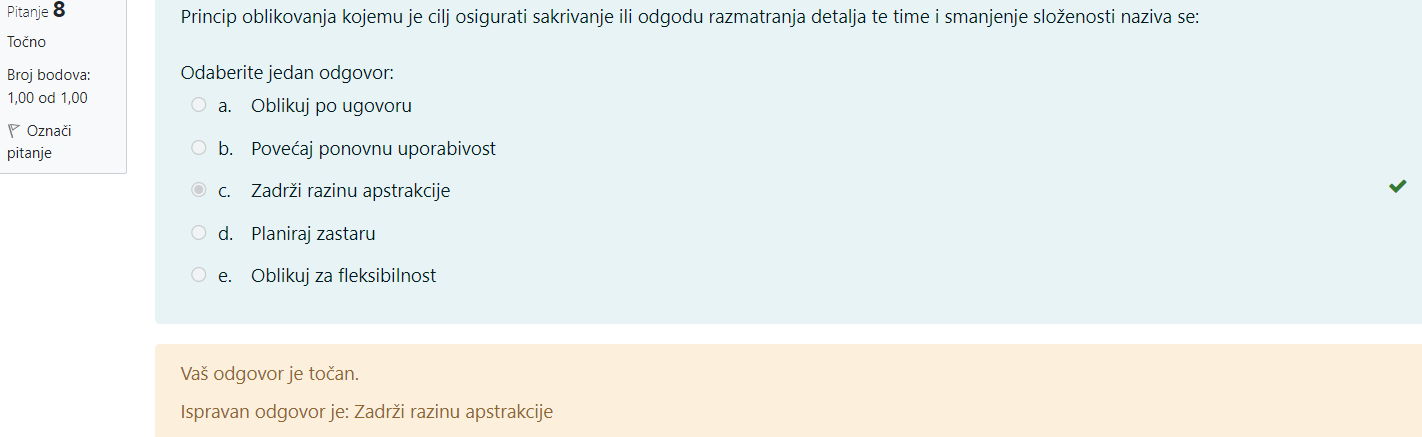 Pitanje 8
Točno
Broj bodova:
1,00 od 1,00
Označi
pitanje
Princip oblikovanja kojemu je cilj osigurati sakrivanje ili odgodu razmatranja detalja te time i smanjenje složenosti naziva se:
Odaberite jedan odgovor:
a. Oblikuj po ugovoru
b. Povećaj ponovnu uporabivost
c. Zadrži razinu apstrakcije
d. Planiraj zastaru
e. Oblikuj za fleksibilnost
Vaš odgovor je točan.
Ispravan odgovor je: Zadrži razinu apstrakcije